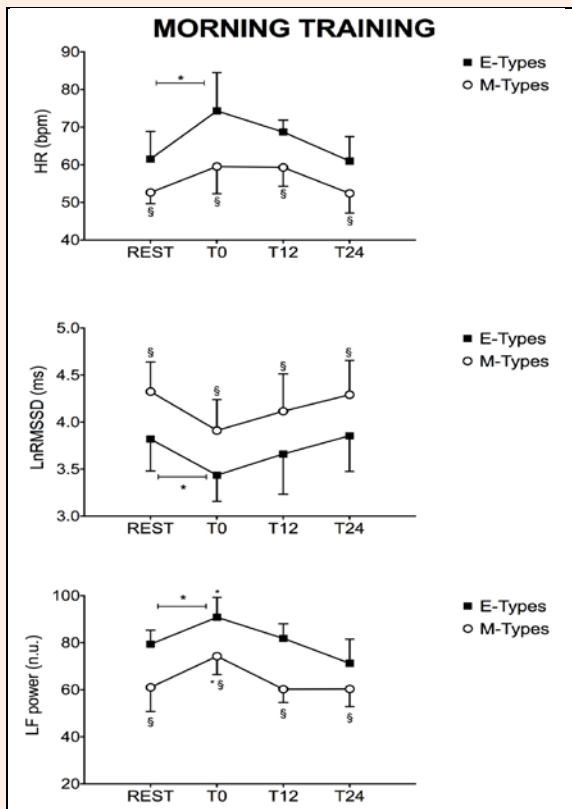 MORNING TRAINING
90
80
70
60
50
40
HR (bpm)
*
§
§
§
§
REST T0 T12 T24
E-Types
M-Types
5.0
4.5
4.0
3.5
3.0
LnRMSSD (ms)
§
§
§
§
*
REST T0 T12 T24
E-Types
M-Types
100
80
60
40
20
LF power (n.u.)
*
*
§
* §
§
§
REST T0 T12 T24
E-Types
M-Types